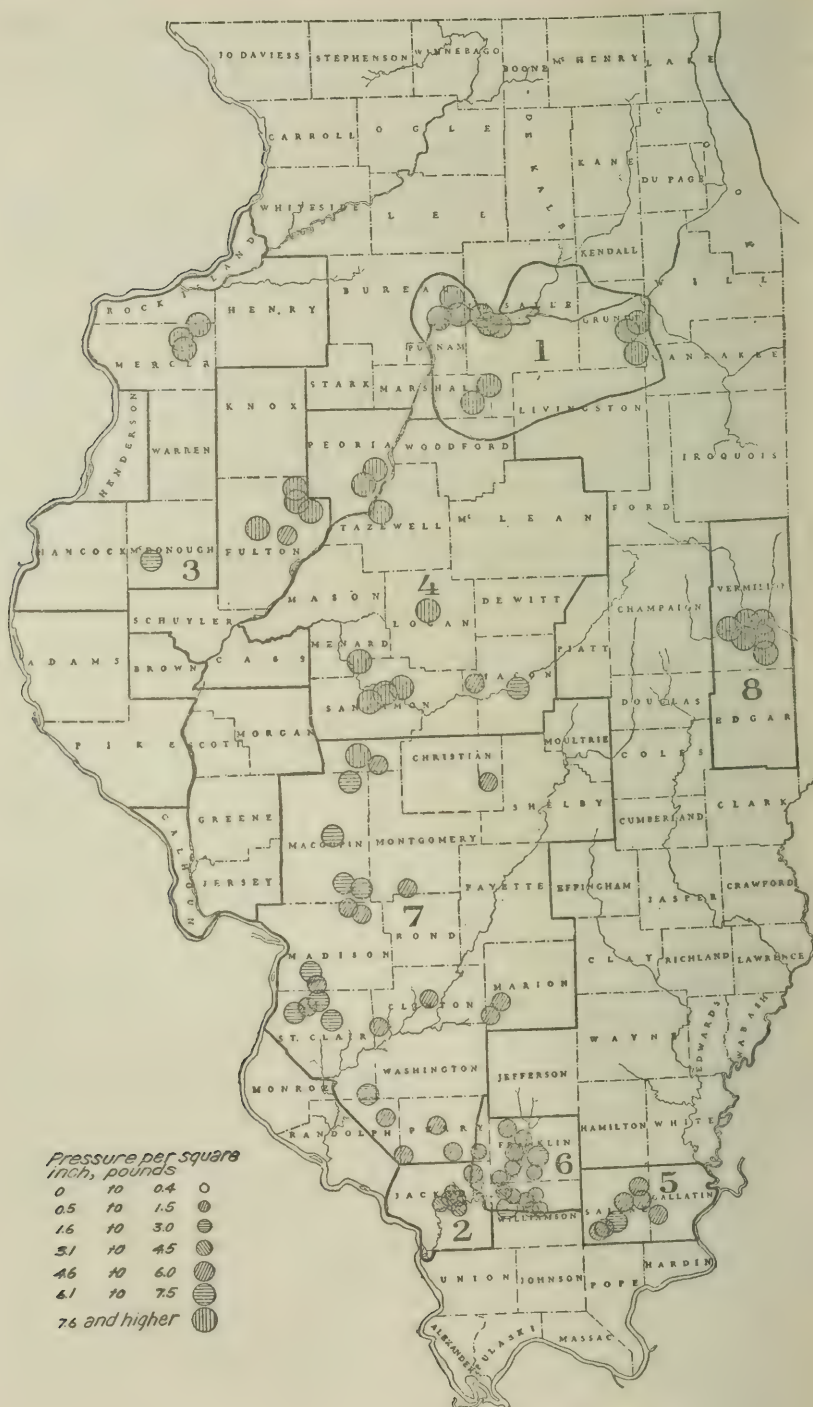 JO DAVIESS
STEPHENSON
WINNEBAGO
BOONE
McHENRY
LAKE
CARROLL
OGLE
DE KALB
KANE
COOK
DU PAGE
WHITESIDE
LEE
KENDALL
WILL
ROCK ISLAND
HENRY
BUREAU
LA SALLE
GRUNDY
MERCER
PUTNAM
1
KANKAKEE
STARK
MARSHALL
KNOX
LIVINGSTON
HENDERSON
WARREN
PEORIA
WOODFORD
IROQUOIS
FORD
HANCOCK
McDONOUGH
3
FULTON
TAZEWELL
McLEAN
VERMILION
SCHUYLER
MASON
4
LOGAN
DEWITT
CHAMPAIGN
ADAMS
BROWN
CASS
MENARD
PIATT
SANGAMON
MACON
DOUGLAS
8
EDGAR
PIKE
SCOTT
MORGAN
CHRISTIAN
MOULTRIE
COLES
GREENE
SHELBY
CUMBERLAND
CLARK
CALHOUN
MACOUPIN
MONTGOMERY
JERSEY
FAYETTE
EFFINGHAM
JASPER
CRAWFORD
7
BOND
MADISON
CLAY
RICHLAND
LAWRENCE
CLINTON
MARION
ST. CLAIR
WAYNE
EDWARDS
WABASH
WASHINGTON
JEFFERSON
MONROE
RANDOLPH
PERRY
FRANKLIN
HAMILTON
WHITE
6
JACKSON
2
WILLIAMSON
5
SALINE
GALLATIN
UNION
JOHNSON
POPE
HARDIN
ALEXANDER
PULASKI
MASSAC
Pressure per square
inch, pounds
0 to 0.4
0.5 to 1.5
1.6 to 3.0
3.1 to 4.5
4.6 to 6.0
6.1 to 7.5
7.6 and higher